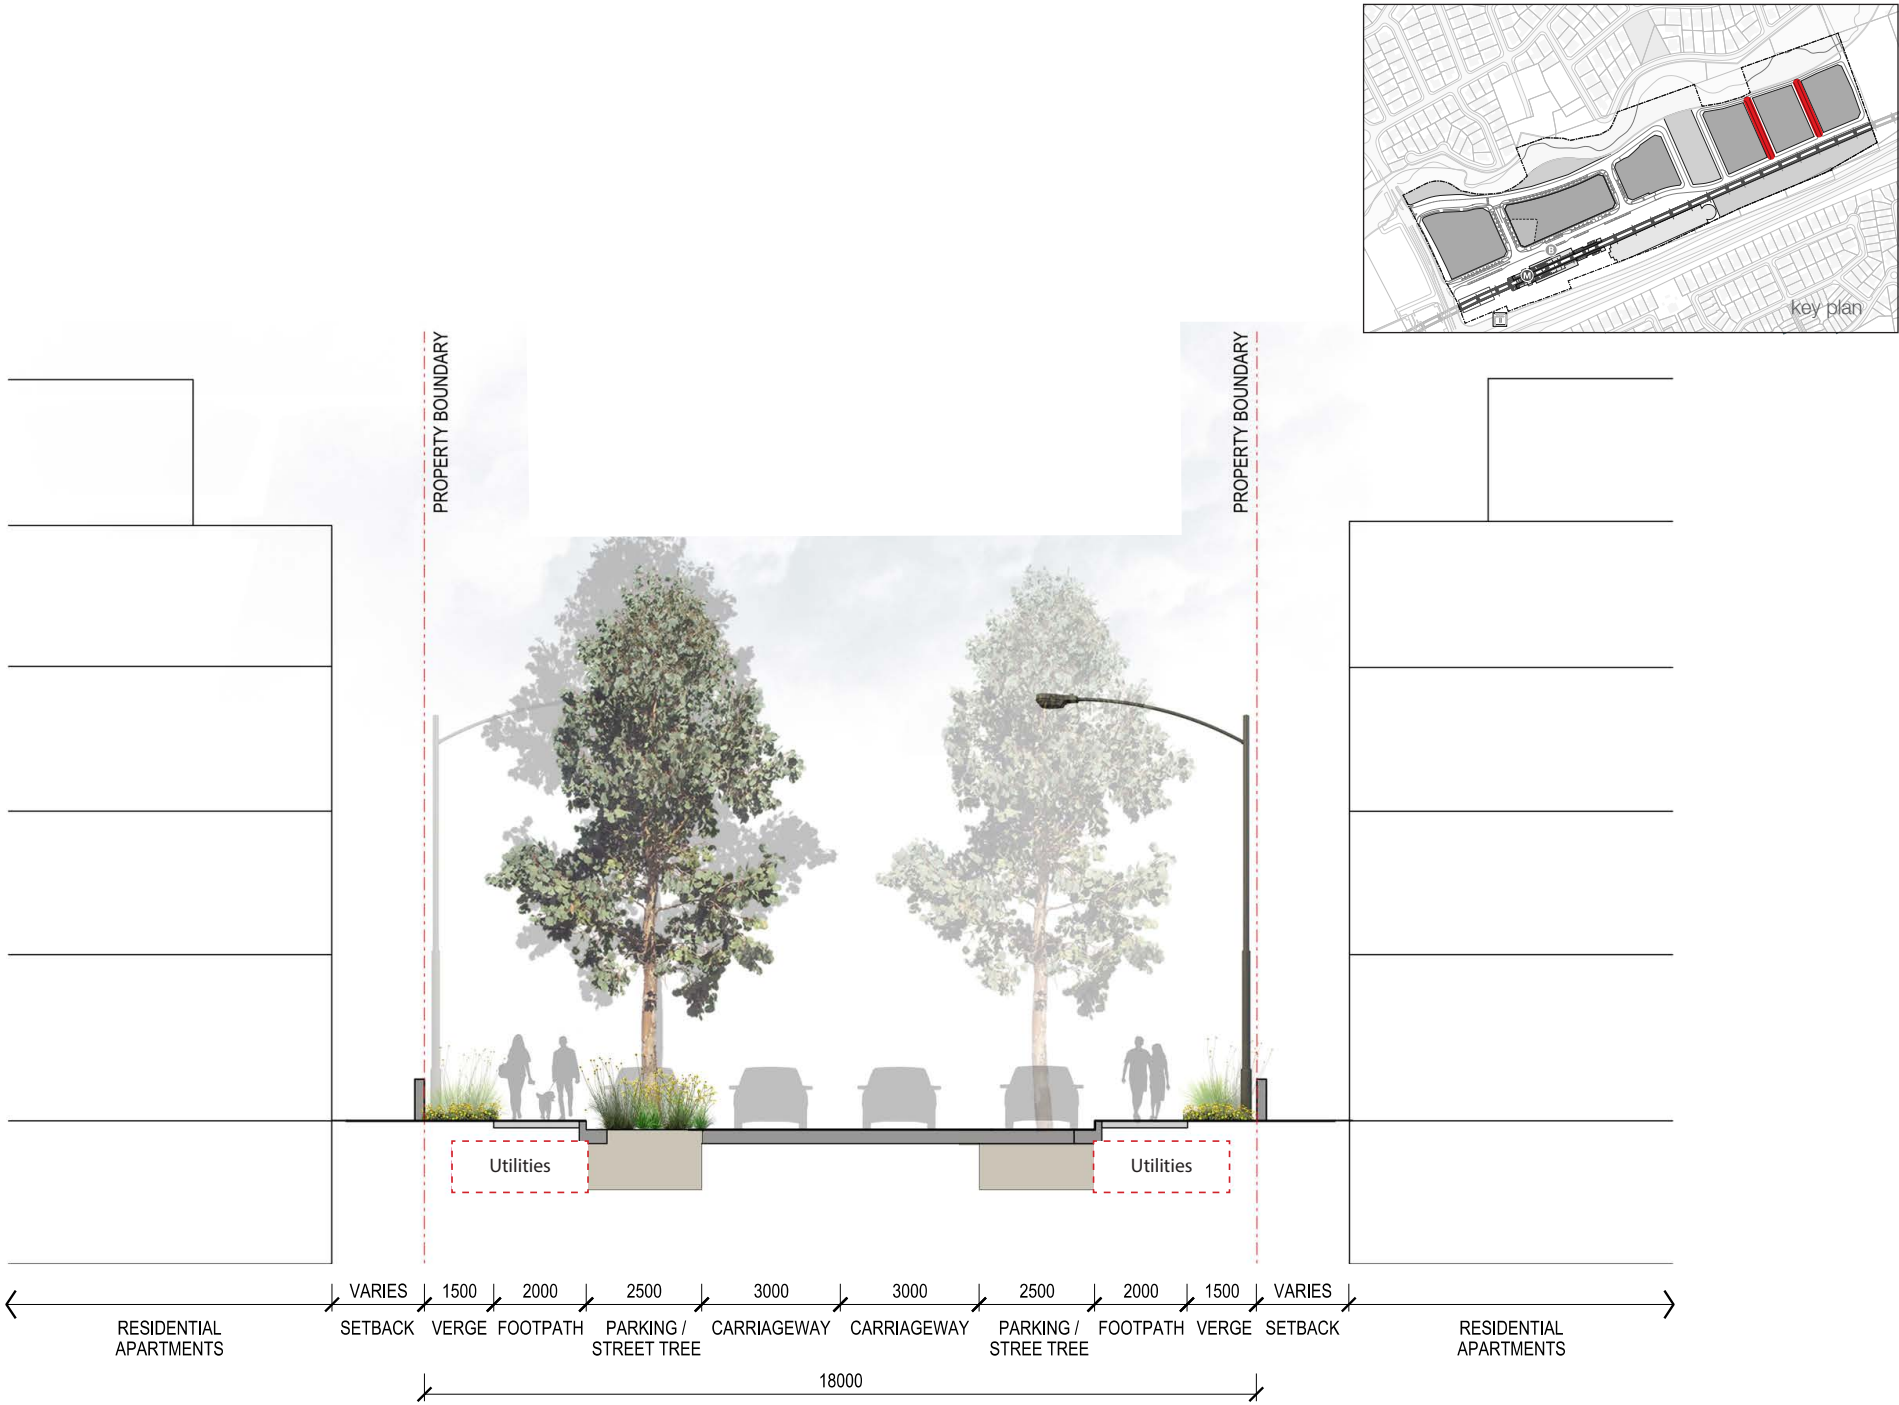 key plan
M
B
T
PROPERTY BOUNDARY
PROPERTY BOUNDARY
Utilities
Utilities
VARIES 1500 2000 2500 3000 3000 2500 2000 1500 VARIES
RESIDENTIAL
APARTMENTS
SETBACK
VERGE
FOOTPATH
PARKING /
STREET TREE
CARRIAGEWAY
CARRIAGEWAY
PARKING /
STREE TREE
FOOTPATH
VERGE
SETBACK
RESIDENTIAL
APARTMENTS
18000